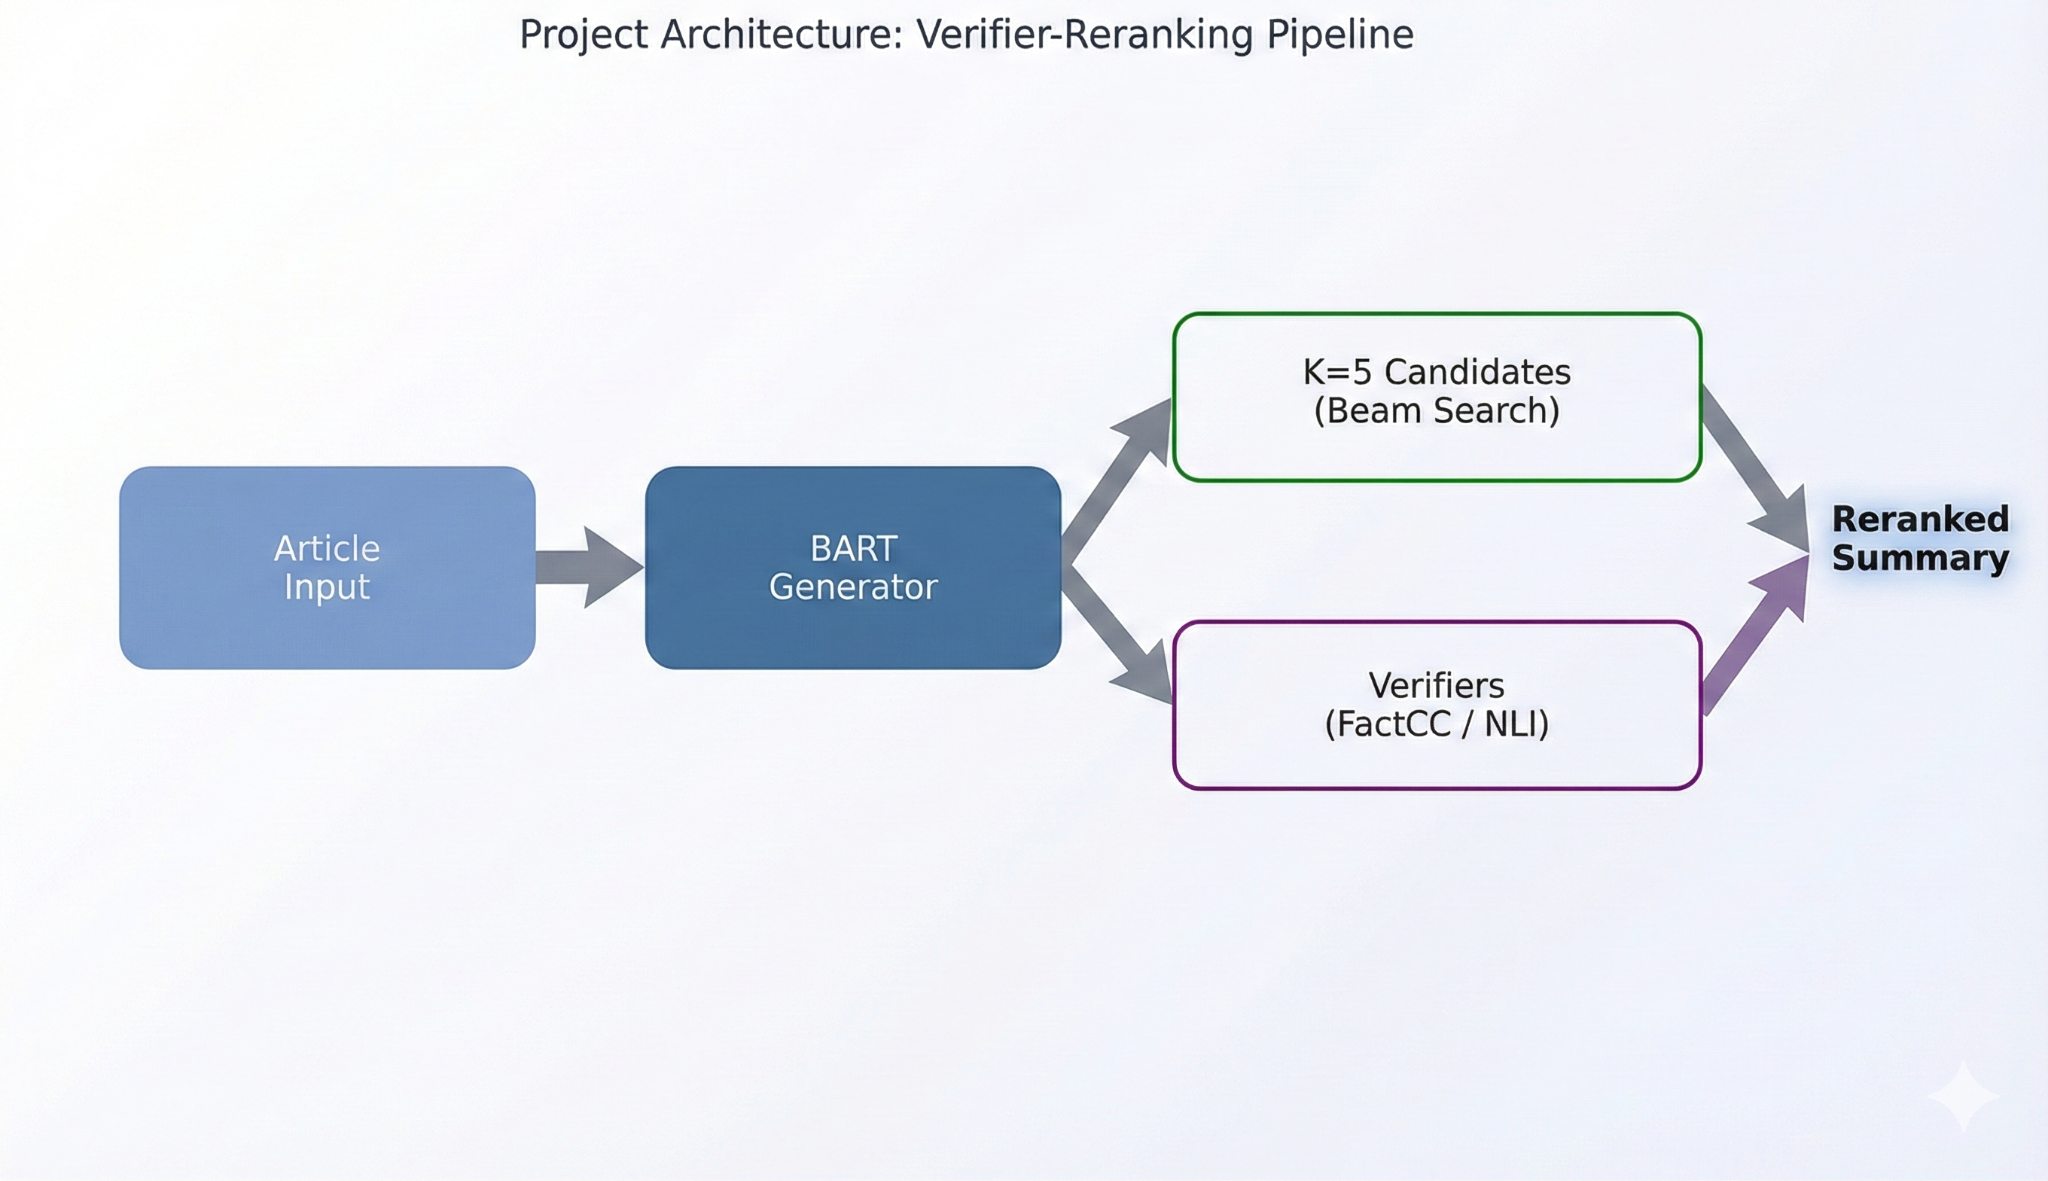 Project Architecture: Verifier-Reranking Pipeline
Article
Input
BART
Generator
K=5 Candidates
(Beam Search)
Verifiers
(FactCC / NLI)
Reranked
Summary